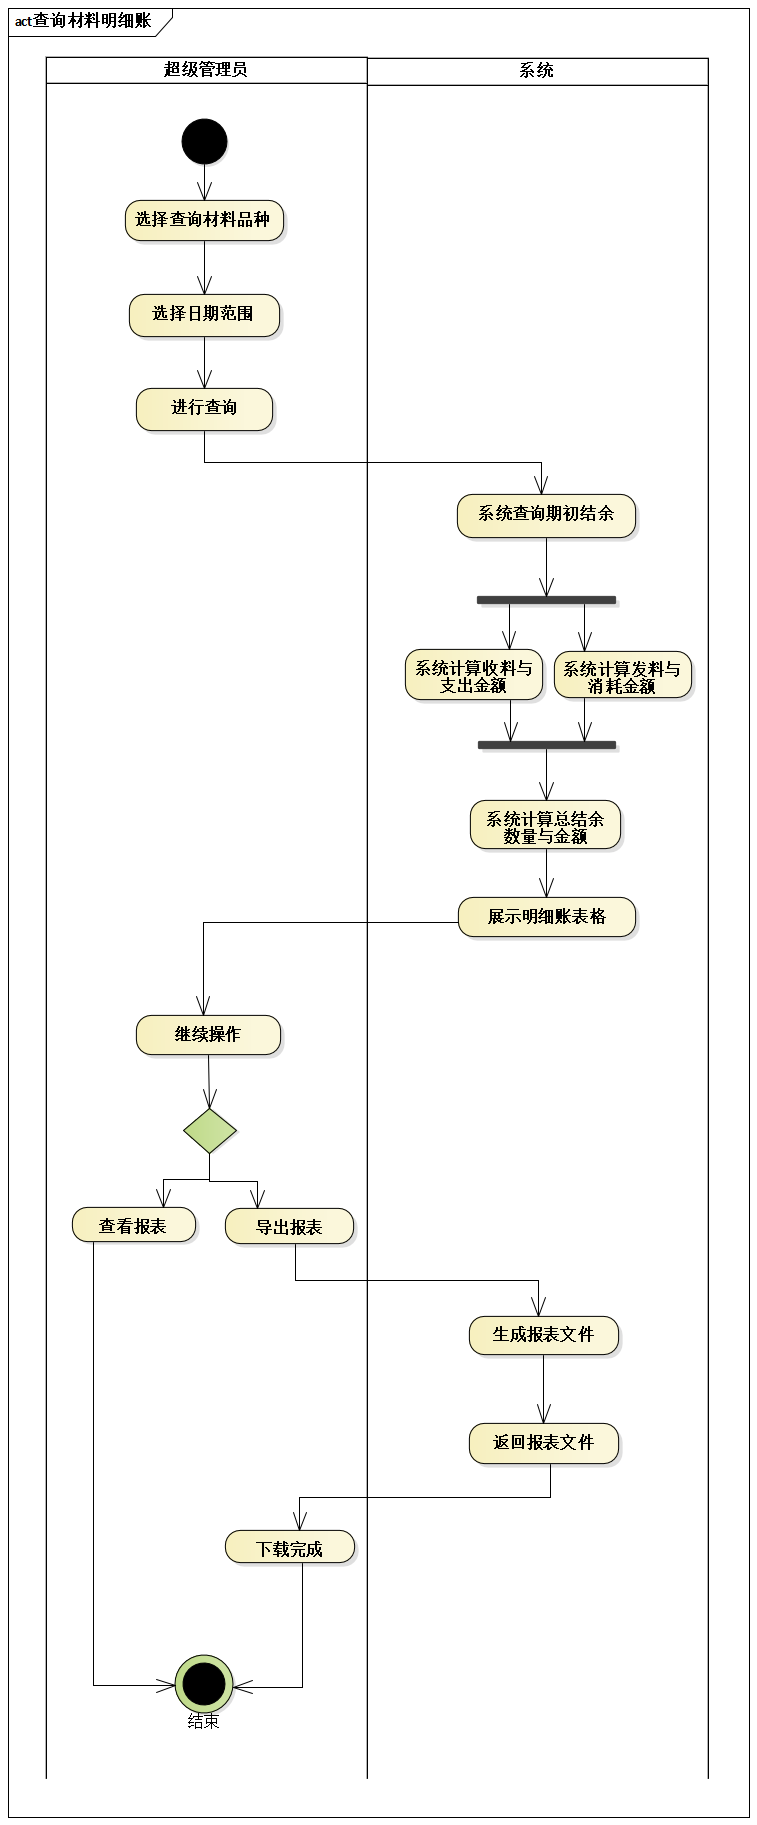 act查询材料明细账
超级管理员
系统
选择查询材料品种
选择日期范围
进行查询
系统查询期初结余
系统计算收料与
支出金额
系统计算发料与
消耗金额
系统计算总结余
数量与金额
展示明细账表格
继续操作
查看报表
导出报表
生成报表文件
返回报表文件
下载完成
结束